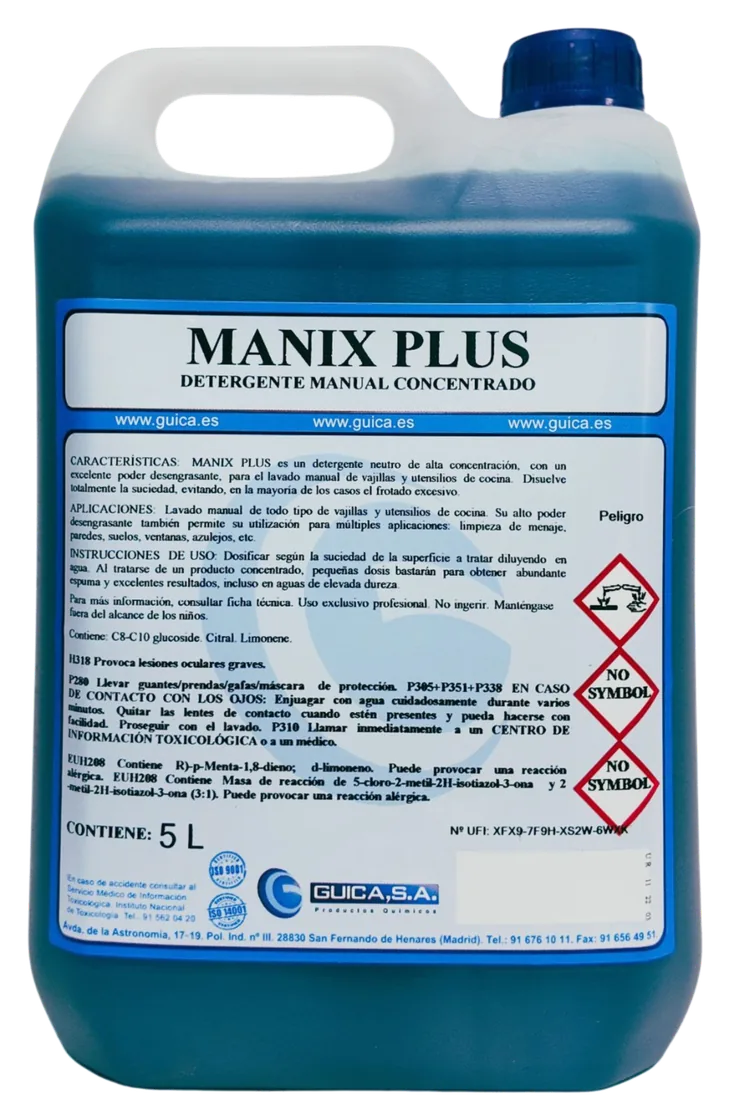 MANIX PLUS
DETERGENTE MANUAL CONCENTRADO
www.guica.es www.guica.es www.guica.es
CARACTERÍSTICAS: MANIX PLUS es un detergente neutro de alta concentración, con un
excelente poder desengrasante, para el lavado manual de vajillas y utensilios de cocina. Disuelve
totalmente la suciedad, evitando, en la mayoría de los casos el frotado excesivo.
APLICACIONES: Lavado manual de todo tipo de vajillas y utensilios de cocina. Su alto poder
desengrasante también permite su utilización para múltiples aplicaciones: limpieza de menaje,
paredes, suelos, ventanas, azulejos, etc.
INSTRUCCIONES DE USO: Dosificar según la suciedad de la superficie a tratar diluyendo en
agua. Al tratarse de un producto concentrado, pequeñas dosis bastarán para obtener abundante
espuma y excelentes resultados, incluso en aguas de elevada dureza.
Para más información, consultar ficha técnica. Uso exclusivo profesional. No ingerir. Manténgase
fuera del alcance de los niños.
Contiene: C8-C10 glucoside. Citral. Limonene.
H318 Provoca lesiones oculares graves.
P280 Llevar guantes/prendas/gafas/máscara de protección. P305+P351+P338 EN CASO
DE CONTACTO CON LOS OJOS: Enjuagar con agua cuidadosamente durante varios
minutos. Quitar las lentes de contacto cuando estén presentes y pueda hacerse con
facilidad. Proseguir con el lavado. P310 Llamar inmediatamente a un CENTRO DE
INFORMACIÓN TOXICOLÓGICA o a un médico.
EUH208 Contiene R)-p-Menta-1,8-dieno; d-limoneno. Puede provocar una reacción
alérgica. EUH208 Contiene Masa de reacción de 5-cloro-2-metil-2H-isotiazol-3-ona y 2
-metil-2H-isotiazol-3-ona (3:1). Puede provocar una reacción alérgica.
Peligro
NO
SYMBOL
NO
SYMBOL
CONTIENE: 5 L
Nº UFI: XFX9-7F9H-XS2W-6WXK
En caso de accidente consultar al
Servicio Médico de Información
Toxicologica. Instituto Nacional
de Toxicología. Tel.: 91 562 04 20
ISO 9001
ISO 14001
GUICA, S.A.
Productos Químicos
Avda. de la Astronomía, 17-19. Pol. Ind. nº III. 28830 San Fernando de Henares (Madrid). Tel.: 91 676 10 11. Fax: 91 656 49 51